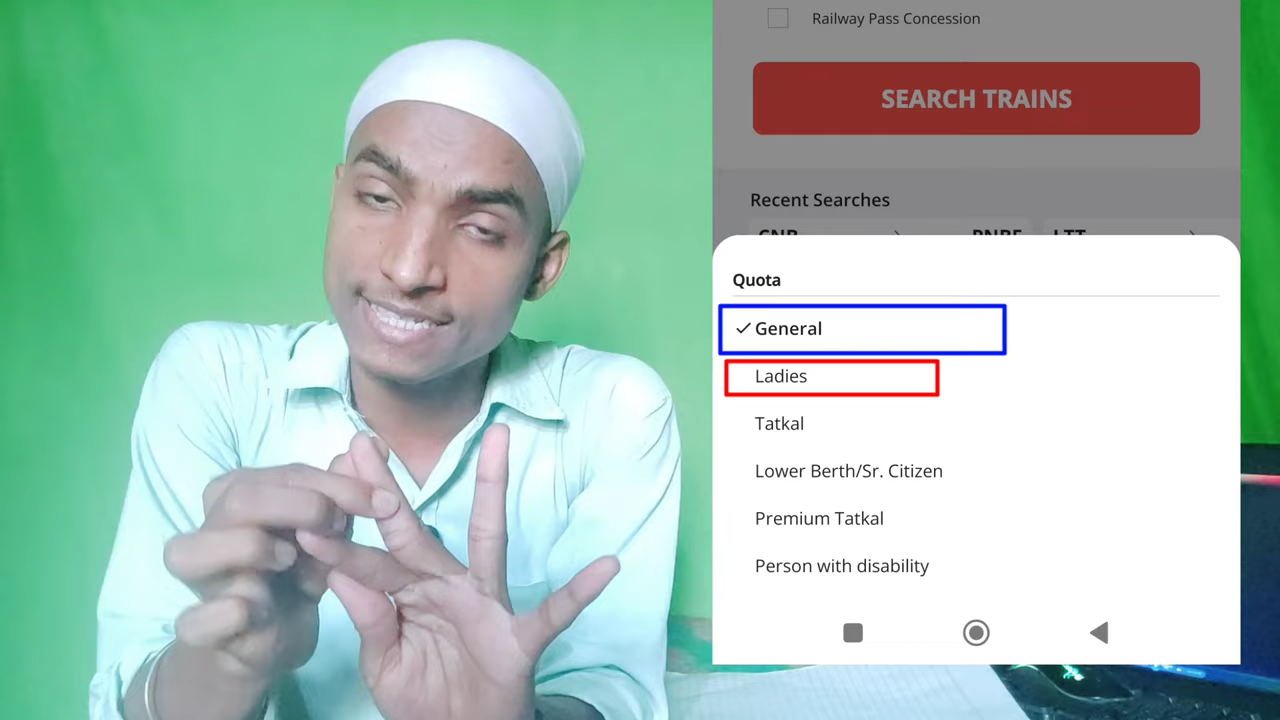 Railway Pass Concession
SEARCH TRAINS
Recent Searches
Quota
General
Ladies
Tatkal
Lower Berth/Sr. Citizen
Premium Tatkal
Person with disability